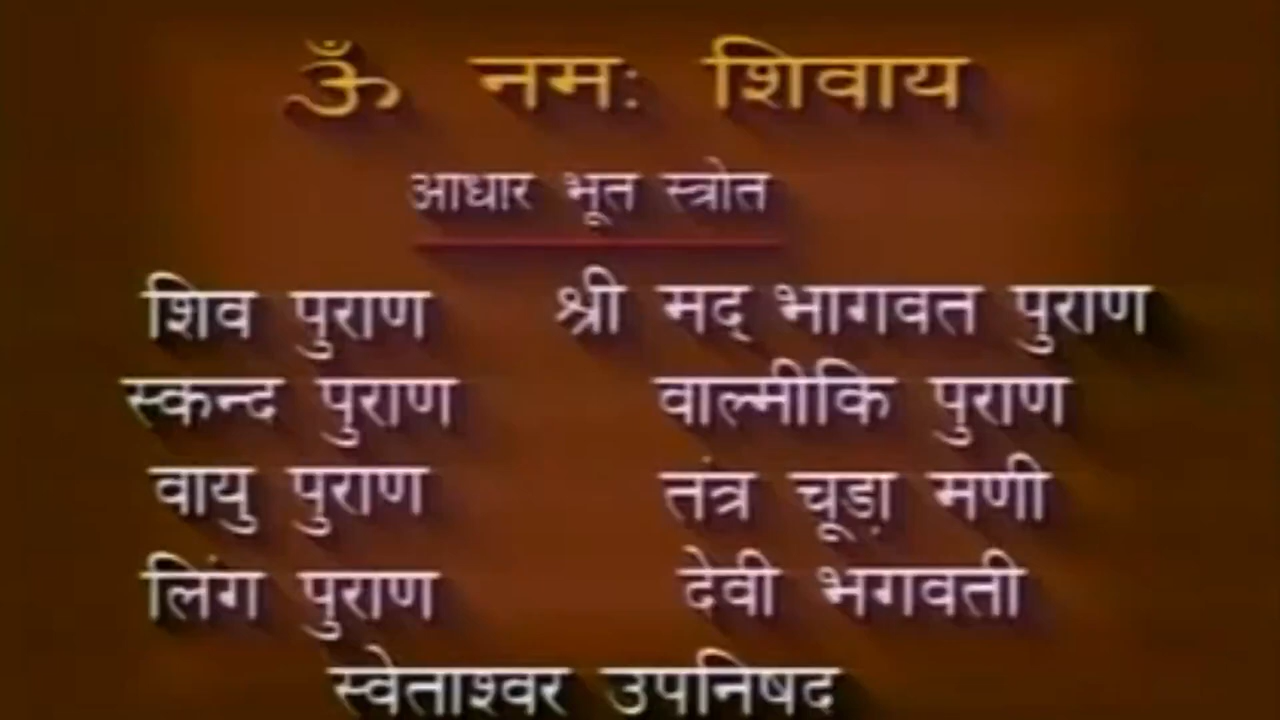 ॐ नमः शिवाय
आधार भूत स्त्रोत
शिव पुराण श्री मद् भागवत पुराण
स्कन्द पुराण वाल्मीकि पुराण
वायु पुराण तंत्र चूड़ा मणी
लिंग पुराण देवी भगवती
स्वेताश्वर उपनिषद